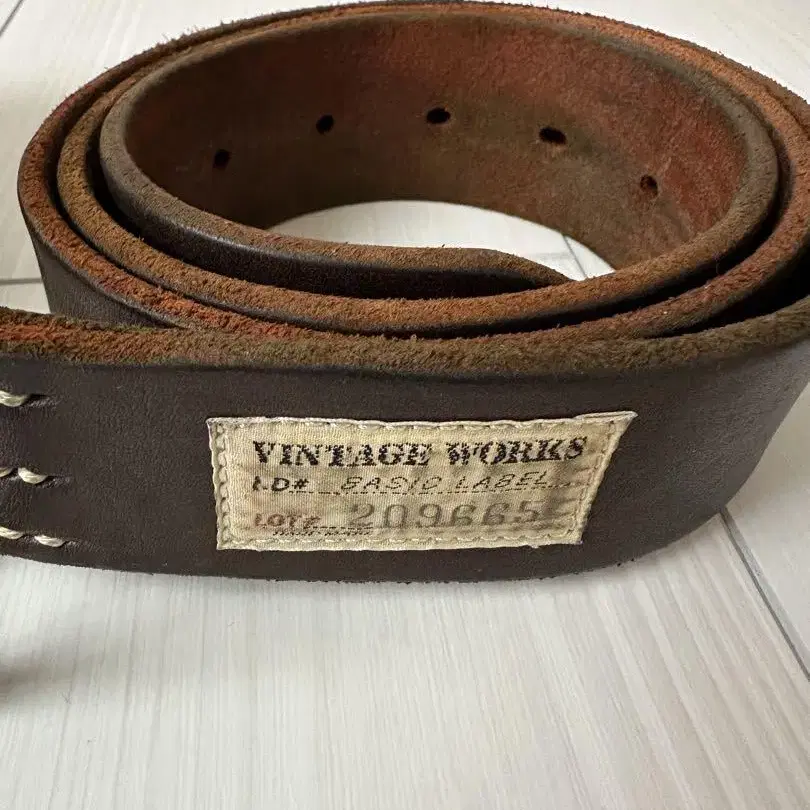 VINTAGE WORKS
I.D# BASIC LABEL
LOT# 209665